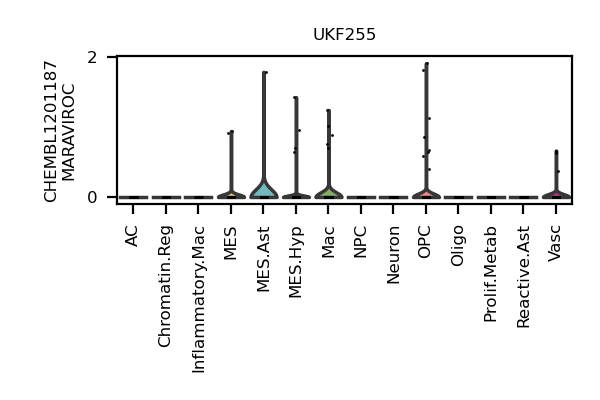 UKF255
CHEMBL1201187
MARAVIROC
2
0
AC
Chromatin.Reg
Inflammatory.Mac
MES
MES.Ast
MES.Hyp
Mac
NPC
Neuron
OPC
Oligo
Prolif.Metab
Reactive.Ast
Vasc